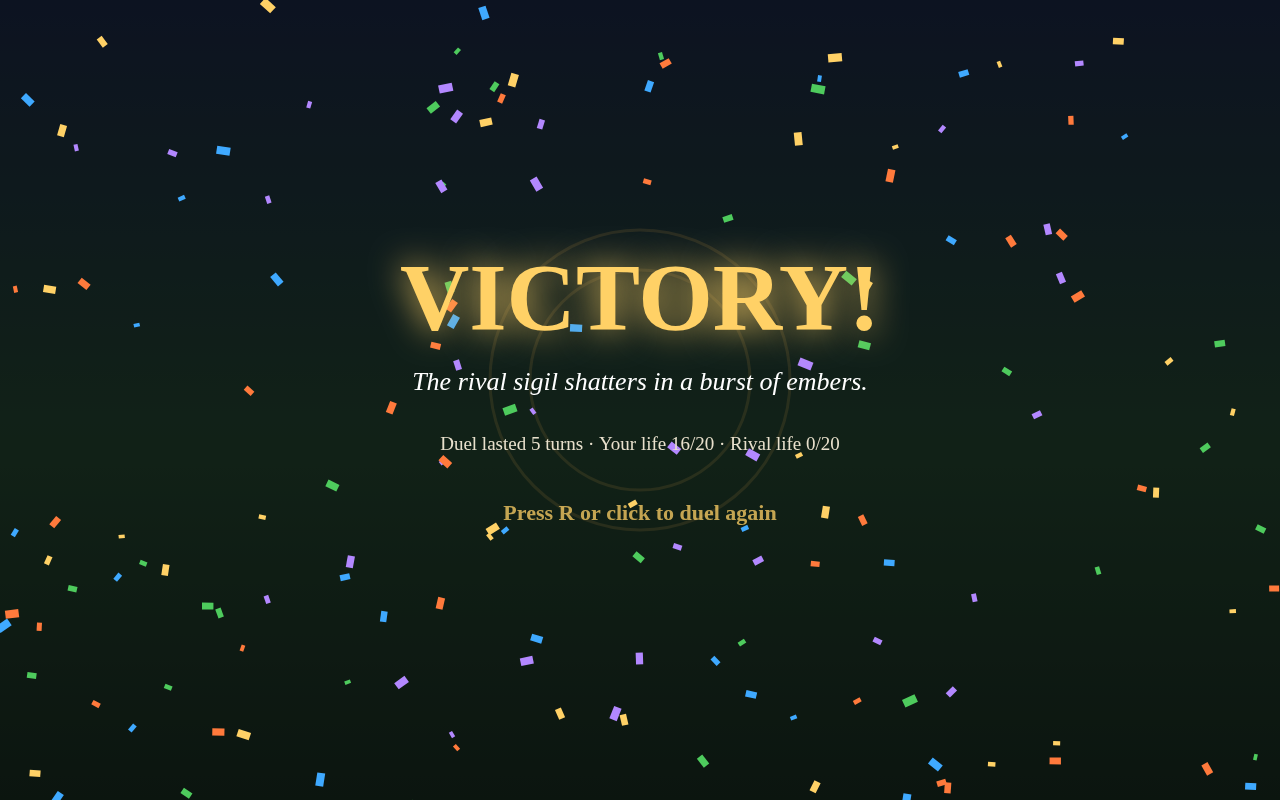 VICTORY!
The rival sigil shatters in a burst of embers.
Duel lasted 5 turns · Your life 16/20 · Rival life 0/20
Press R or click to duel again